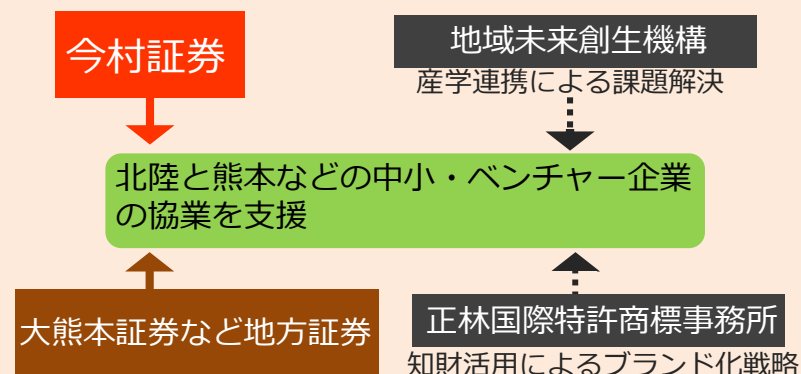 今村証券
地域未来創生機構
産学連携による課題解決
北陸と熊本などの中小・ベンチャー企業
の協業を支援
大熊本証券など地方証券
正林国際特許商標事務所
知財活用によるブランド化戦略